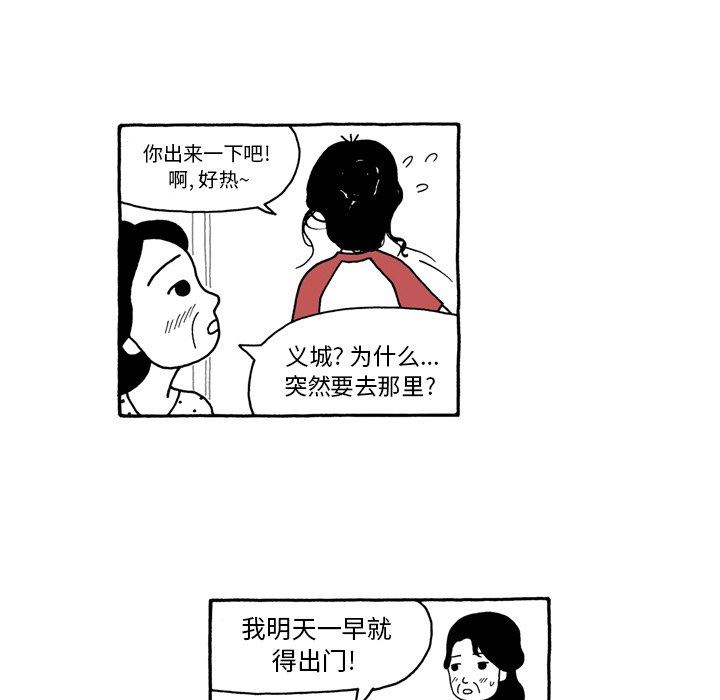 你出来一下吧!
啊, 好热~
义城? 为什么...
突然要去那里?
我明天一早就
得出门!